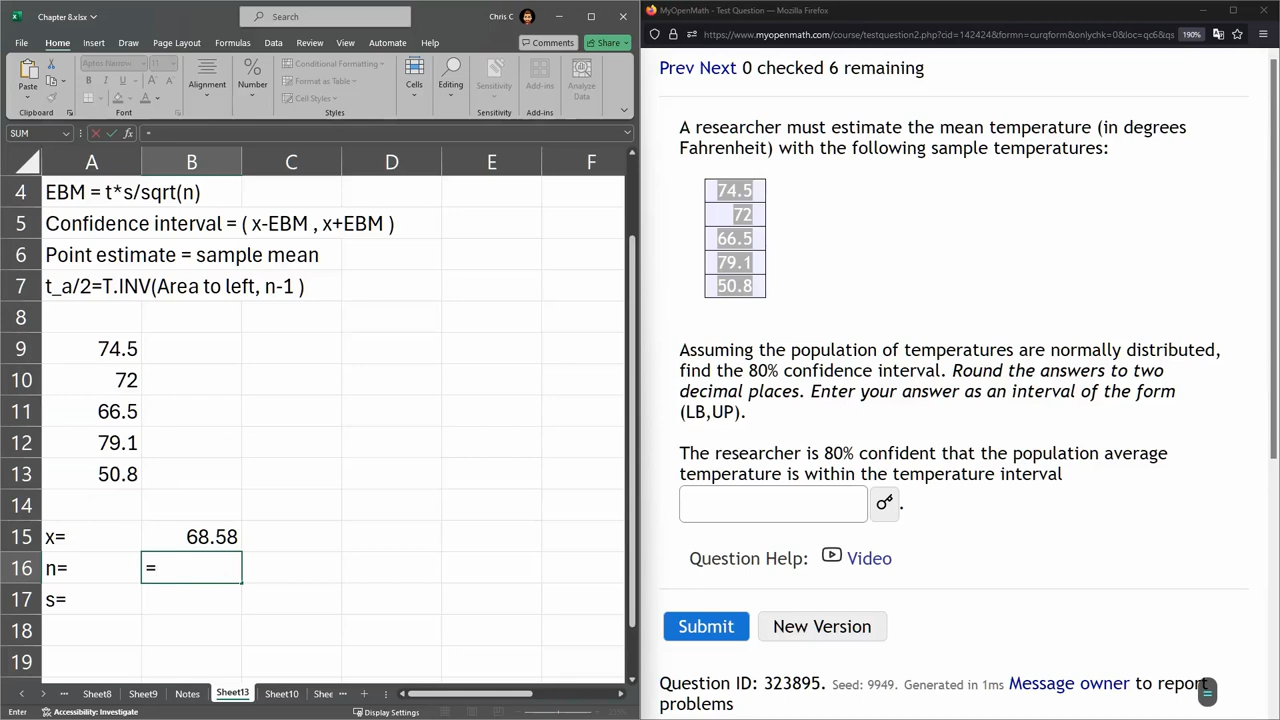 Chapter 8.xlsx
Search
Chris C
File Home Insert Draw Page Layout Formulas Data Review View Automate Help
Comments
Share
Paste
Clipboard
Aptos Narrow
11
B I U
Font
Alignment
Number
Conditional Formatting
Format as Table
Cell Styles
Styles
Cells
Editing
Sensitivity
Sensitivity
Add-ins
Add-ins
Analyze
Data
SUM
fx
=
A B C D E F
4 EBM = t*s/sqrt(n)
5 Confidence interval = ( x-EBM , x+EBM )
6 Point estimate = sample mean
7 t_a/2=T.INV(Area to left, n-1 )
8
9 74.5
10 72
11 66.5
12 79.1
13 50.8
14
15 x= 68.58
16 n= =
17 s=
18
19
Sheet8 Sheet9 Notes Sheet13 Sheet10 Shee
Enter
Accessibility: Investigate
Display Settings
MyOpenMath - Test Question — Mozilla Firefox
https://www.myopenmath.com/course/testquestion2.php?cid=142424&formn=curqform&onlychk=0&loc=qc6&qs
190%
Prev Next 0 checked 6 remaining
A researcher must estimate the mean temperature (in degrees
Fahrenheit) with the following sample temperatures:
74.5
72
66.5
79.1
50.8
Assuming the population of temperatures are normally distributed,
find the 80% confidence interval. Round the answers to two
decimal places. Enter your answer as an interval of the form
(LB,UP).
The researcher is 80% confident that the population average
temperature is within the temperature interval
.
Question Help: Video
Submit
New Version
Question ID: 323895. Seed: 9949. Generated in 1ms Message owner to report
problems